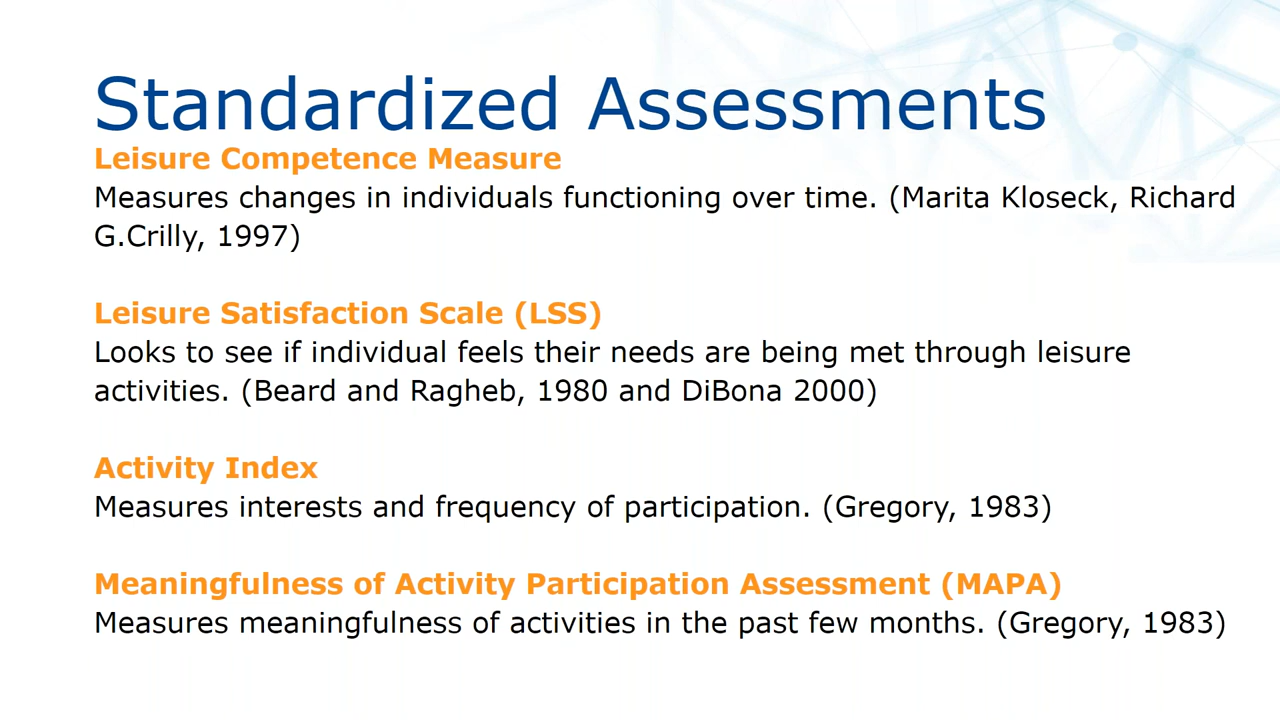 Standardized Assessments
Leisure Competence Measure
Measures changes in individuals functioning over time. (Marita Kloseck, Richard
G.Crilly, 1997)
Leisure Satisfaction Scale (LSS)
Looks to see if individual feels their needs are being met through leisure
activities. (Beard and Ragheb, 1980 and DiBona 2000)
Activity Index
Measures interests and frequency of participation. (Gregory, 1983)
Meaningfulness of Activity Participation Assessment (MAPA)
Measures meaningfulness of activities in the past few months. (Gregory, 1983)